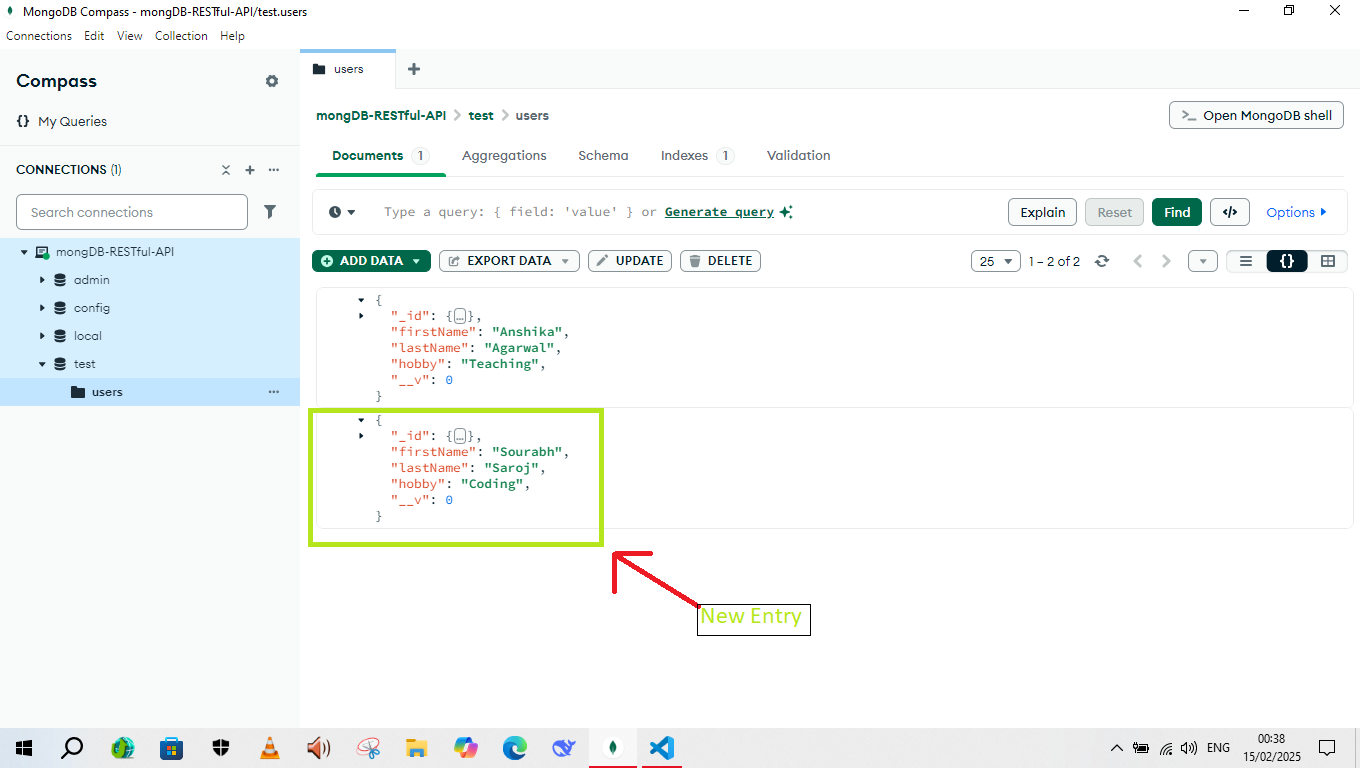 MongoDB Compass - mongDB-RESTful-API/test.users
Connections Edit View Collection Help
Compass
My Queries
CONNECTIONS (1)
Search connections
mongDB-RESTful-API
admin
config
local
test
users
users
mongDB-RESTful-API > test > users
>_ Open MongoDB shell
Documents 1 Aggregations Schema Indexes 1 Validation
Type a query: { field: 'value' } or Generate query
Explain Reset Find </> Options
ADD DATA EXPORT DATA UPDATE DELETE
25 1 – 2 of 2 {}
{
"_id": {…},
"firstName": "Anshika",
"lastName": "Agarwal",
"hobby": "Teaching",
"__v": 0
}
{
"_id": {…},
"firstName": "Sourabh",
"lastName": "Saroj",
"hobby": "Coding",
"__v": 0
}
New Entry
ENG
00:38
15/02/2025